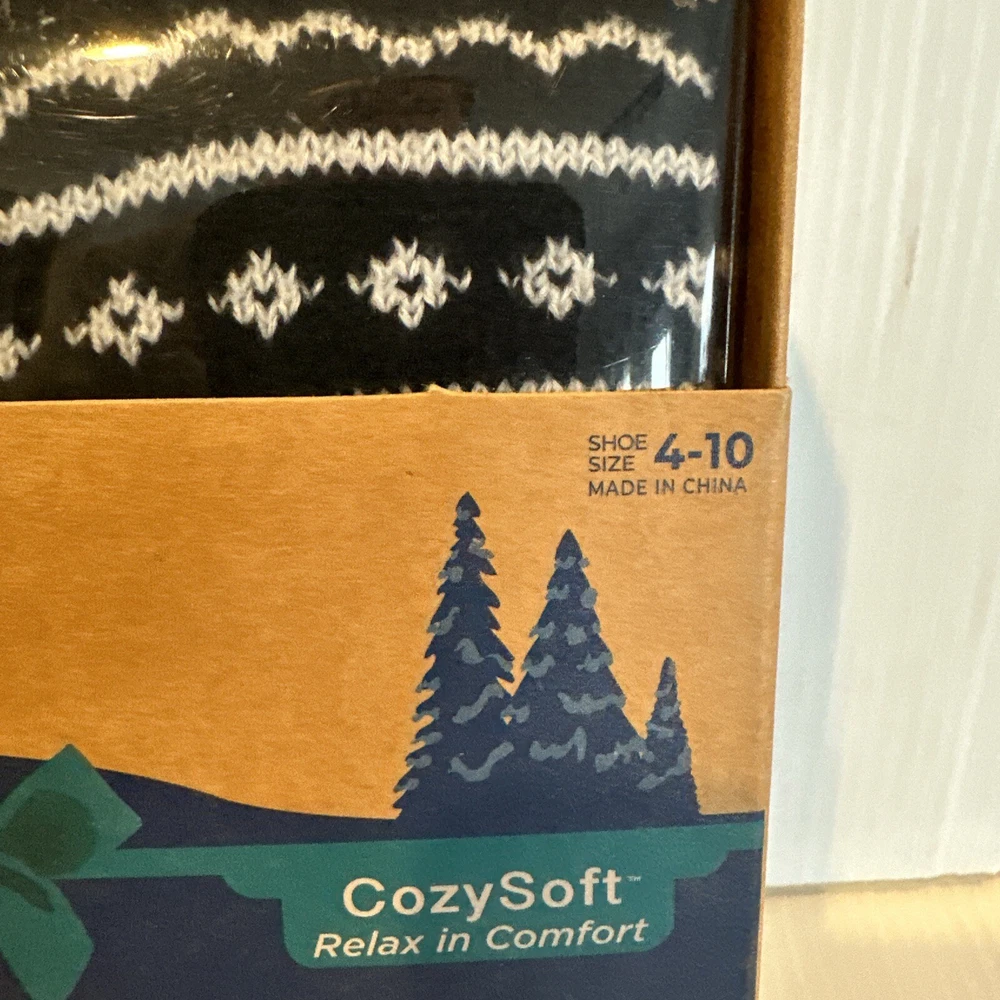 SHOE
SIZE 4-10
MADE IN CHINA
CozySoft™
Relax in Comfort